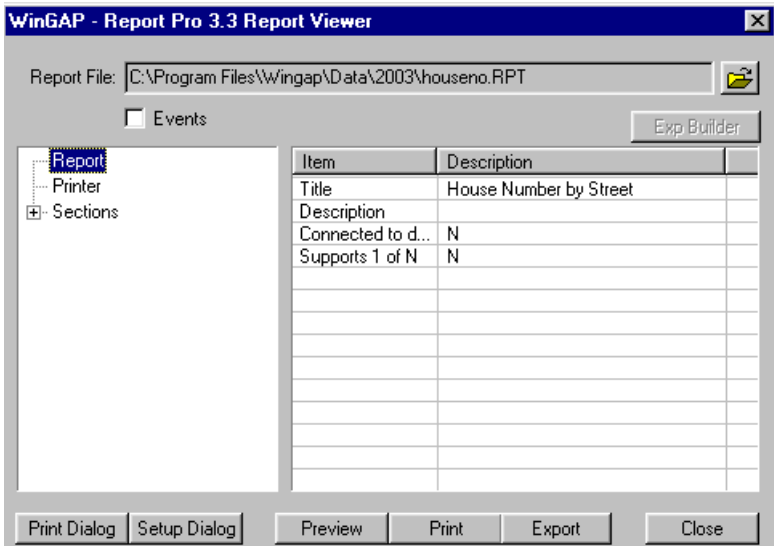 WinGAP - Report Pro 3.3 Report Viewer
Report File: C:\Program Files\Wingap\Data\2003\houseno.RPT
Events
Exp Builder
Report
Printer
Sections
Item Description
Title House Number by Street
Description
Connected to d... N
Supports 1 of N N
Print Dialog Setup Dialog Preview Print Export Close